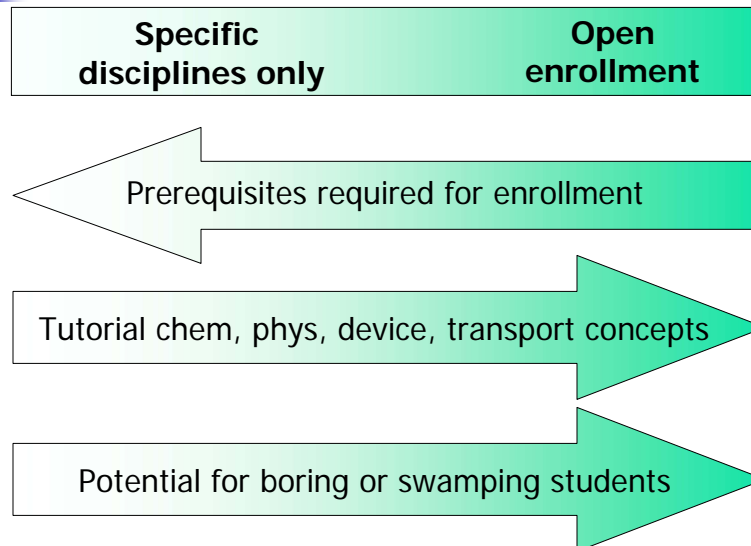 Specific Open
disciplines only enrollment
Prerequisites required for enrollment
Tutorial chem, phys, device, transport concepts
Potential for boring or swamping students